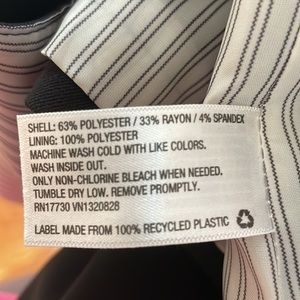 SHELL: 63% POLYESTER / 33% RAYON / 4% SPANDEX
LINING: 100% POLYESTER
MACHINE WASH COLD WITH LIKE COLORS.
WASH INSIDE OUT.
ONLY NON-CHLORINE BLEACH WHEN NEEDED.
TUMBLE DRY LOW. REMOVE PROMPTLY.
RN17730 VN1320828
LABEL MADE FROM 100% RECYCLED PLASTIC